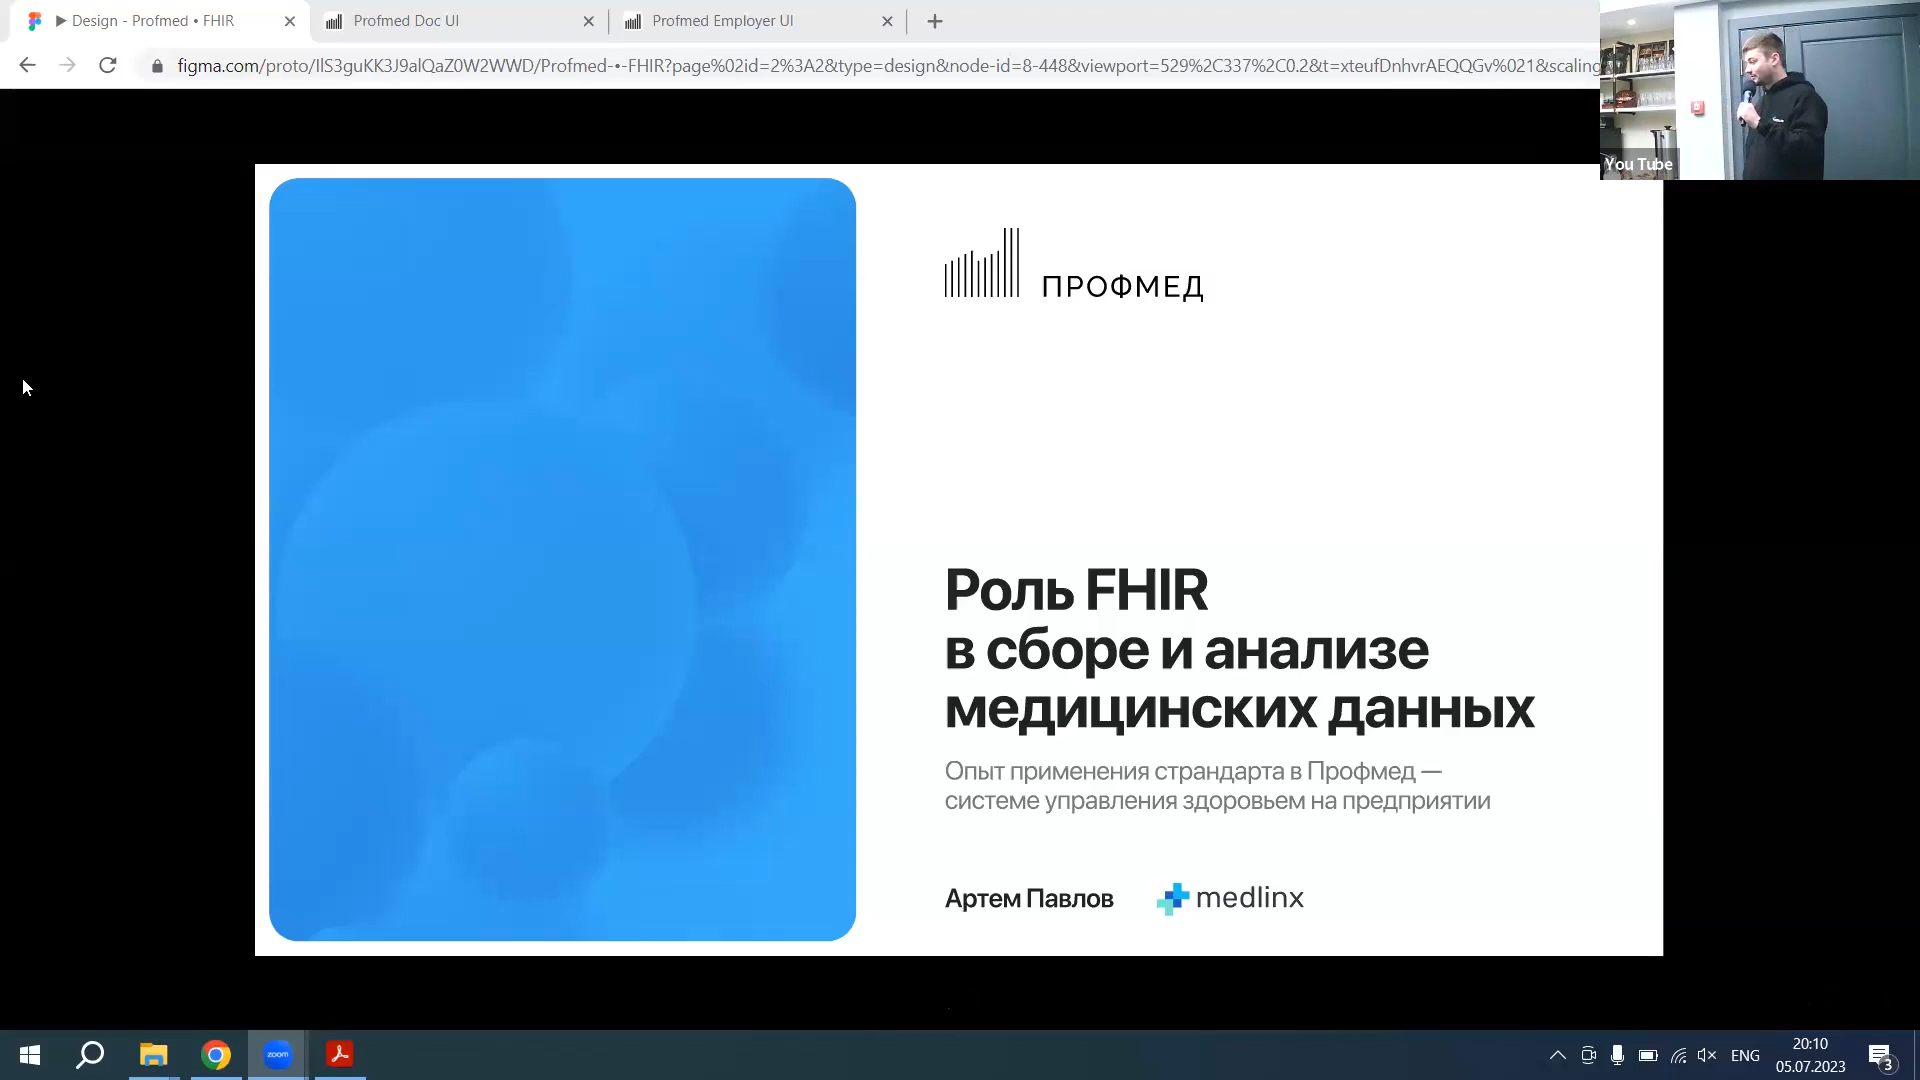 Design - Profmed • FHIR
Profmed Doc UI
Profmed Employer UI
figma.com/proto/IlS3guKK3J9alQaZ0W2WWD/Profmed-•-FHIR?page%02id=2%3A2&type=design&node-id=8-448&viewport=529%2C337%2C0.2&t=xteufDnhvrAEQQGv%021&scaling
You Tube
ПРОФМЕД
Роль FHIR
в сборе и анализе
медицинских данных
Опыт применения страндарта в Профмед —
системе управления здоровьем на предприятии
Артем Павлов
medlinx
zoom
ENG
20:10
05.07.2023
3